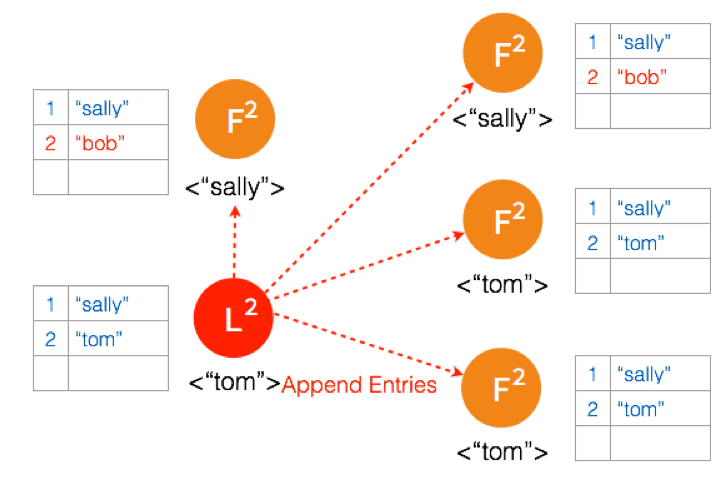 F2
<“sally”>
1 “sally”
2 “bob”
F2
<“sally”>
1 “sally”
2 “bob”
F2
<“tom”>
1 “sally”
2 “tom”
L2
<“tom”>
1 “sally”
2 “tom”
Append Entries
F2
<“tom”>
1 “sally”
2 “tom”